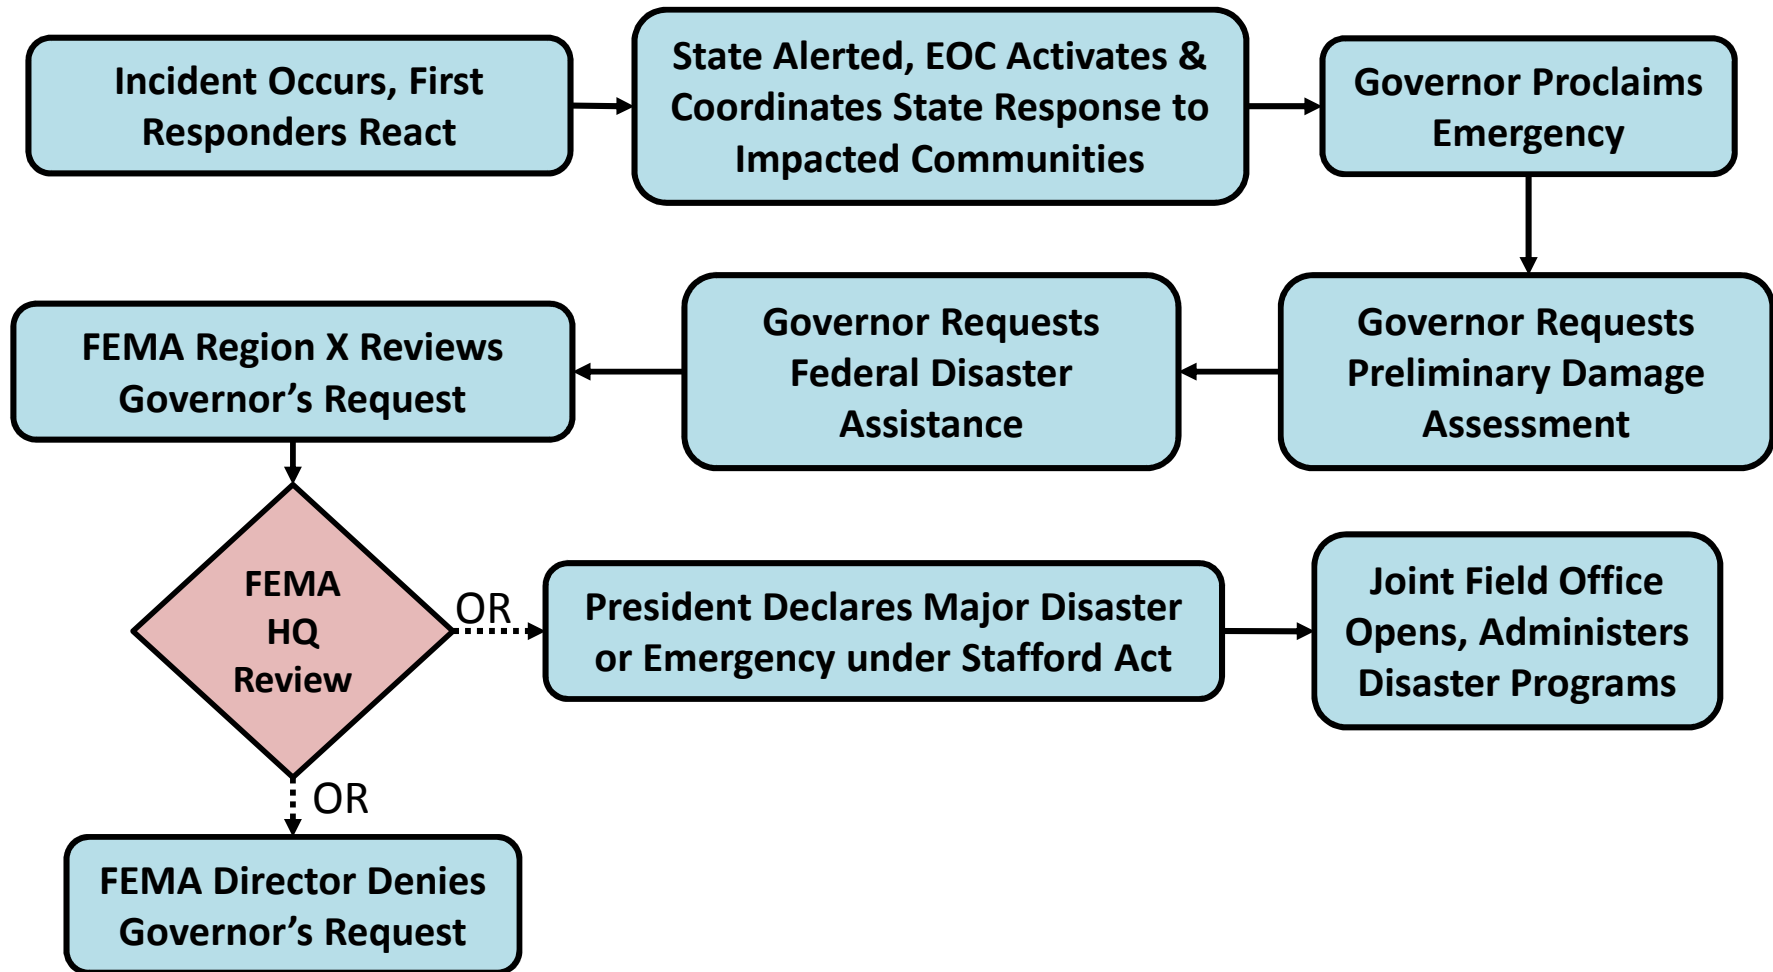 Incident Occurs, First
Responders React
State Alerted, EOC Activates &
Coordinates State Response to
Impacted Communities
Governor Proclaims
Emergency
Governor Requests
Preliminary Damage
Assessment
Governor Requests
Federal Disaster
Assistance
FEMA Region X Reviews
Governor’s Request
FEMA
HQ
Review
OR
President Declares Major Disaster
or Emergency under Stafford Act
Joint Field Office
Opens, Administers
Disaster Programs
OR
FEMA Director Denies
Governor’s Request